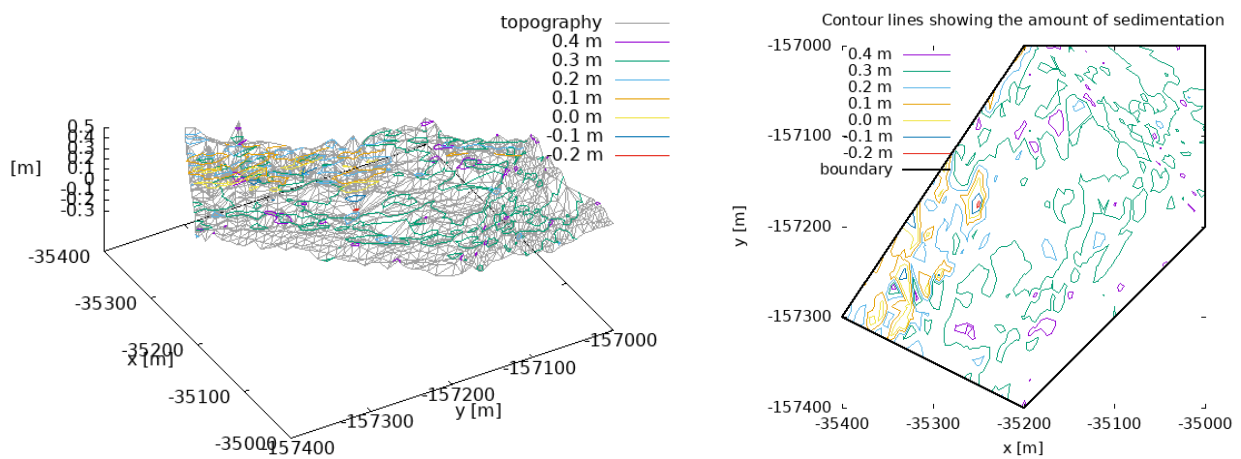 topography
0.4 m
0.3 m
0.2 m
0.1 m
0.0 m
-0.1 m
-0.2 m
0.5
0.4
0.3
0.2
0.1
0
-0.1
-0.2
-0.3
[m]
-35400
-35300
-35200
-35100
-35000
x [m]
-157400
-157300
-157200
-157100
-157000
y [m]
Contour lines showing the amount of sedimentation
0.4 m
0.3 m
0.2 m
0.1 m
0.0 m
-0.1 m
-0.2 m
boundary
-157000
-157100
-157200
-157300
-157400
y [m]
-35400
-35300
-35200
-35100
-35000
x [m]